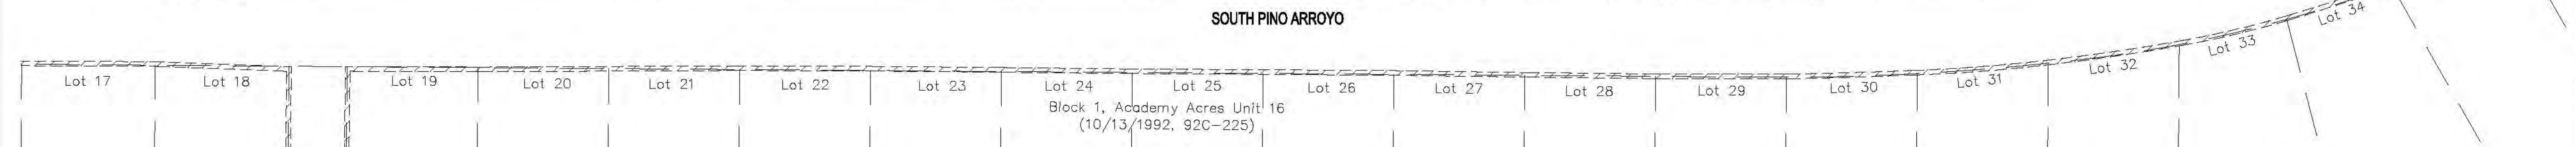 SOUTH PINO ARROYO
Lot 17
Lot 18
Lot 19
Lot 20
Lot 21
Lot 22
Lot 23
Lot 24
Lot 25
Lot 26
Lot 27
Lot 28
Lot 29
Lot 30
Lot 31
Lot 32
Lot 33
Lot 34
Block 1, Academy Acres Unit 16
(10/13/1992, 92C-225)